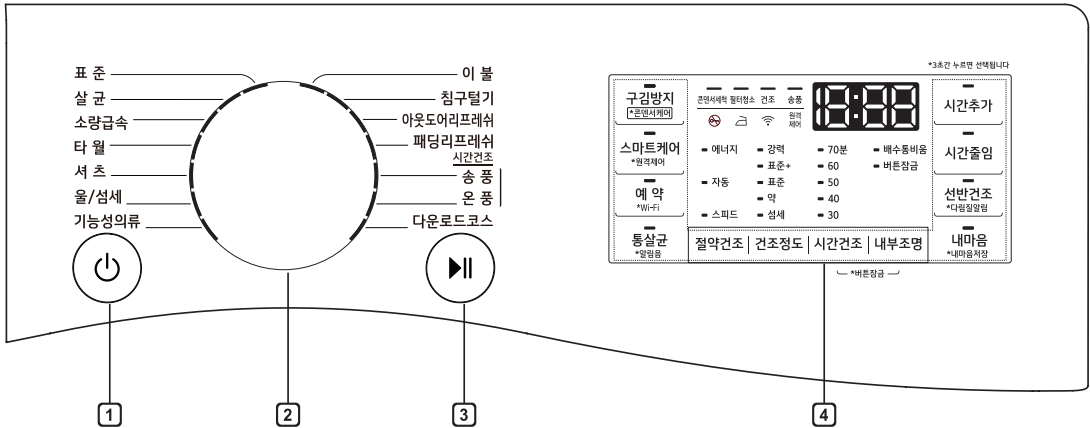 표 준
살 균
소량급속
타 월
셔 츠
울/섬세
기능성의류
이 불
침구털기
아웃도어리프레쉬
패딩리프레쉬
시간건조
송 풍
온 풍
다운로드코스
*3초간 누르면 선택됩니다
구김방지
*콘덴서케어
스마트케어
*원격제어
예 약
*Wi-Fi
통살균
*알림음
콘덴서세척 필터청소 건조 송풍
원격
제어
88:88
에너지
자동
스피드
강력
표준+
표준
약
섬세
70분
60
50
40
30
배수통비움
버튼잠금
시간추가
시간줄임
선반건조
*다림질알림
내마음
*내마음저장
절약건조 건조정도 시간건조 내부조명
*버튼잠금
1
2
3
4